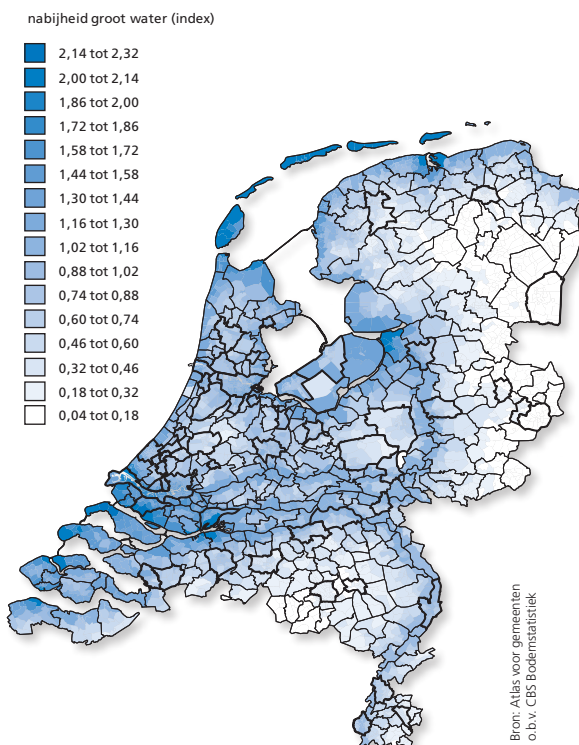 nabijheid groot water (index)
2,14 tot 2,32
2,00 tot 2,14
1,86 tot 2,00
1,72 tot 1,86
1,58 tot 1,72
1,44 tot 1,58
1,30 tot 1,44
1,16 tot 1,30
1,02 tot 1,16
0,88 tot 1,02
0,74 tot 0,88
0,60 tot 0,74
0,46 tot 0,60
0,32 tot 0,46
0,18 tot 0,32
0,04 tot 0,18
Bron: Atlas voor gemeenten
o.b.v. CBS Bodemstatistiek